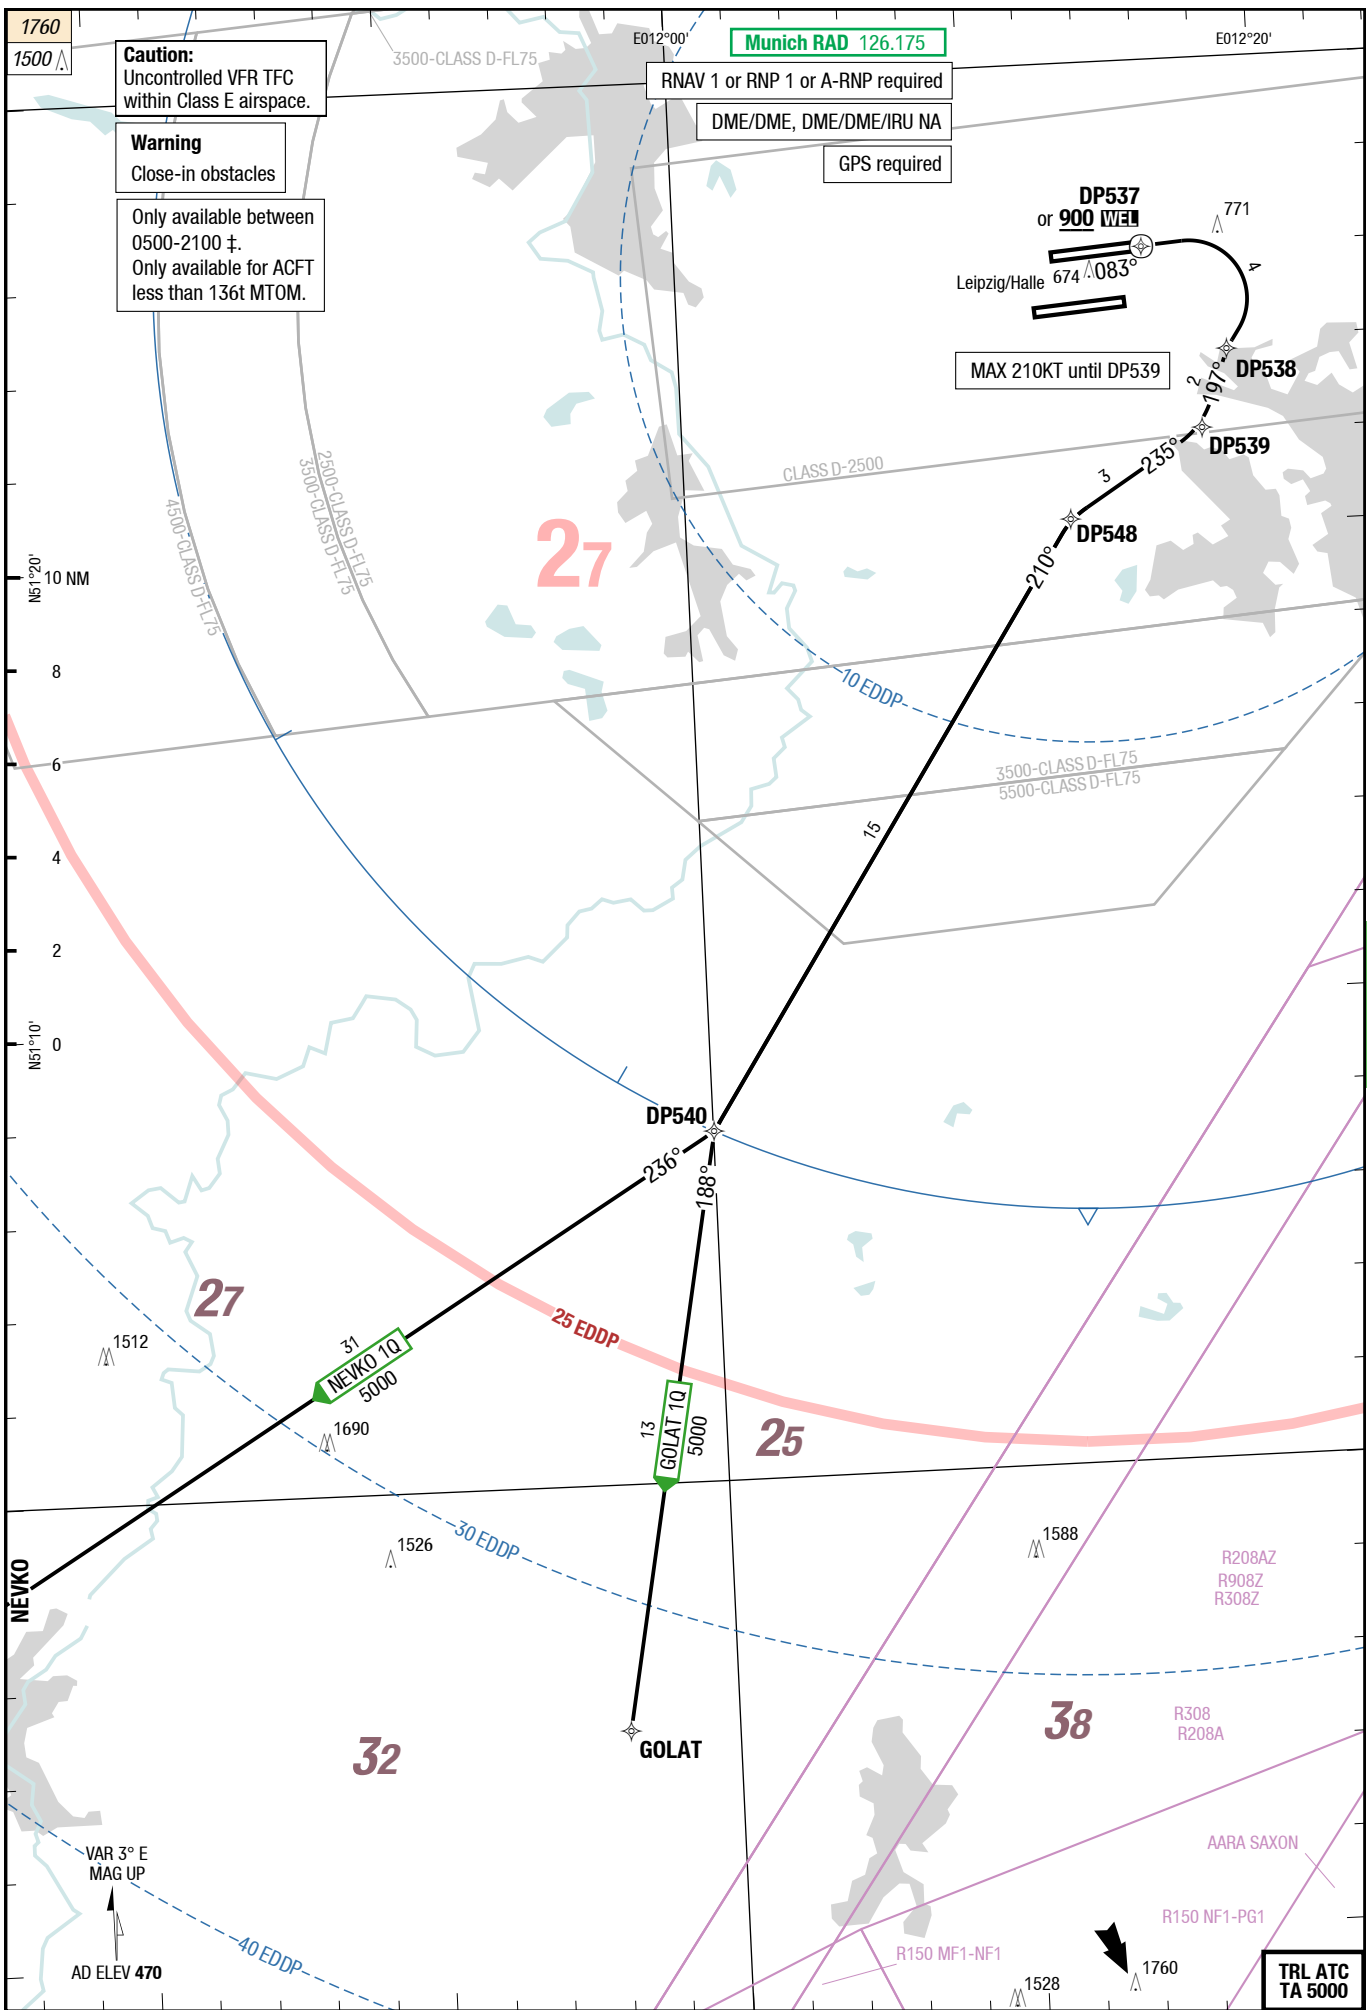 1760
1500
Caution:
Uncontrolled VFR TFC
within Class E airspace.
Warning
Close-in obstacles
Only available between
0500-2100 ‡.
Only available for ACFT
less than 136t MTOM.
3500-CLASS D-FL75
E012°00'
Munich RAD 126.175
E012°20'
RNAV 1 or RNP 1 or A-RNP required
DME/DME, DME/DME/IRU NA
GPS required
DP537
or 900 WEL
771
Leipzig/Halle
674
083°
4
MAX 210KT until DP539
DP538
2
197°
DP539
235°
3
CLASS D-2500
DP548
210°
2500-CLASS D-FL75
3500-CLASS D-FL75
4500-CLASS D-FL75
27
N51°20'
10 NM
8
6
4
2
0
N51°10'
10 EDDP
3500-CLASS D-FL75
5500-CLASS D-FL75
15
DP540
236°
188°
27
25 EDDP
1512
31
NEVKO 1Q
5000
13
GOLAT 1Q
5000
25
1690
1526
30 EDDP
1588
R208AZ
R908Z
R308Z
NEVKO
32
GOLAT
38
R308
R208A
VAR 3° E
MAG UP
AD ELEV 470
40 EDDP
AARA SAXON
R150 NF1-PG1
R150 MF1-NF1
1528
1760
TRL ATC
TA 5000